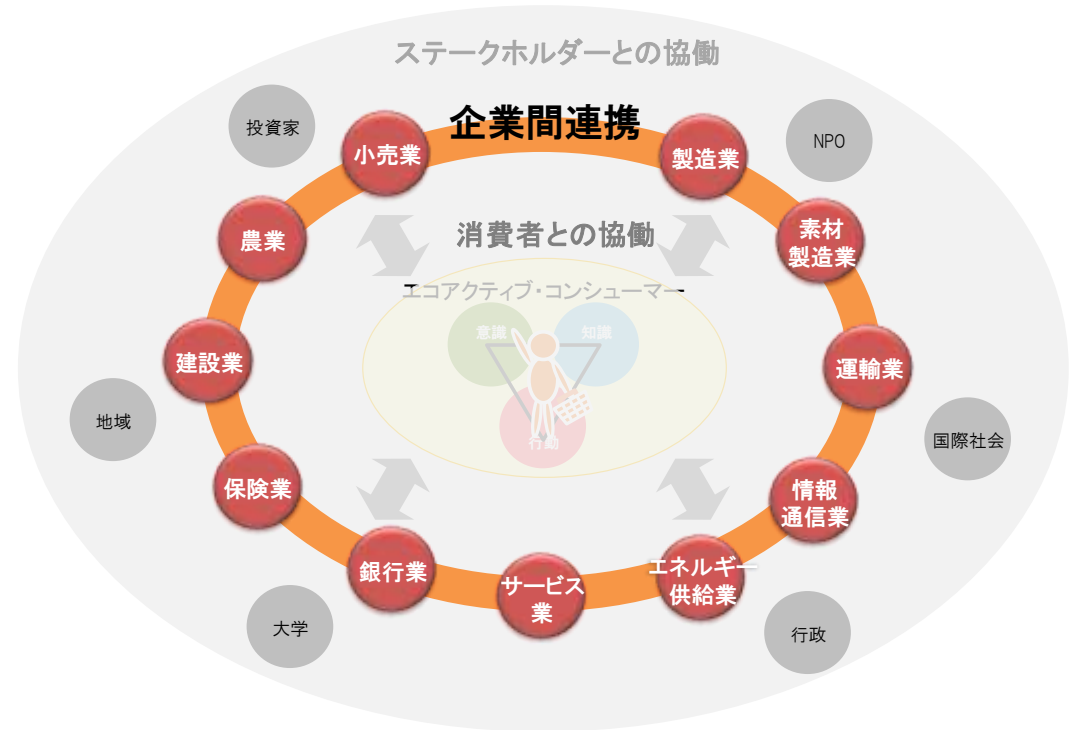 ステークホルダーとの協働
企業間連携
投資家
小売業
製造業
NPO
農業
消費者との協働
素材
製造業
エコアクティブ・コンシューマー
意識
知識
建設業
運輸業
地域
行動
国際社会
保険業
情報
通信業
銀行業
サービス
業
エネルギー
供給業
大学
行政